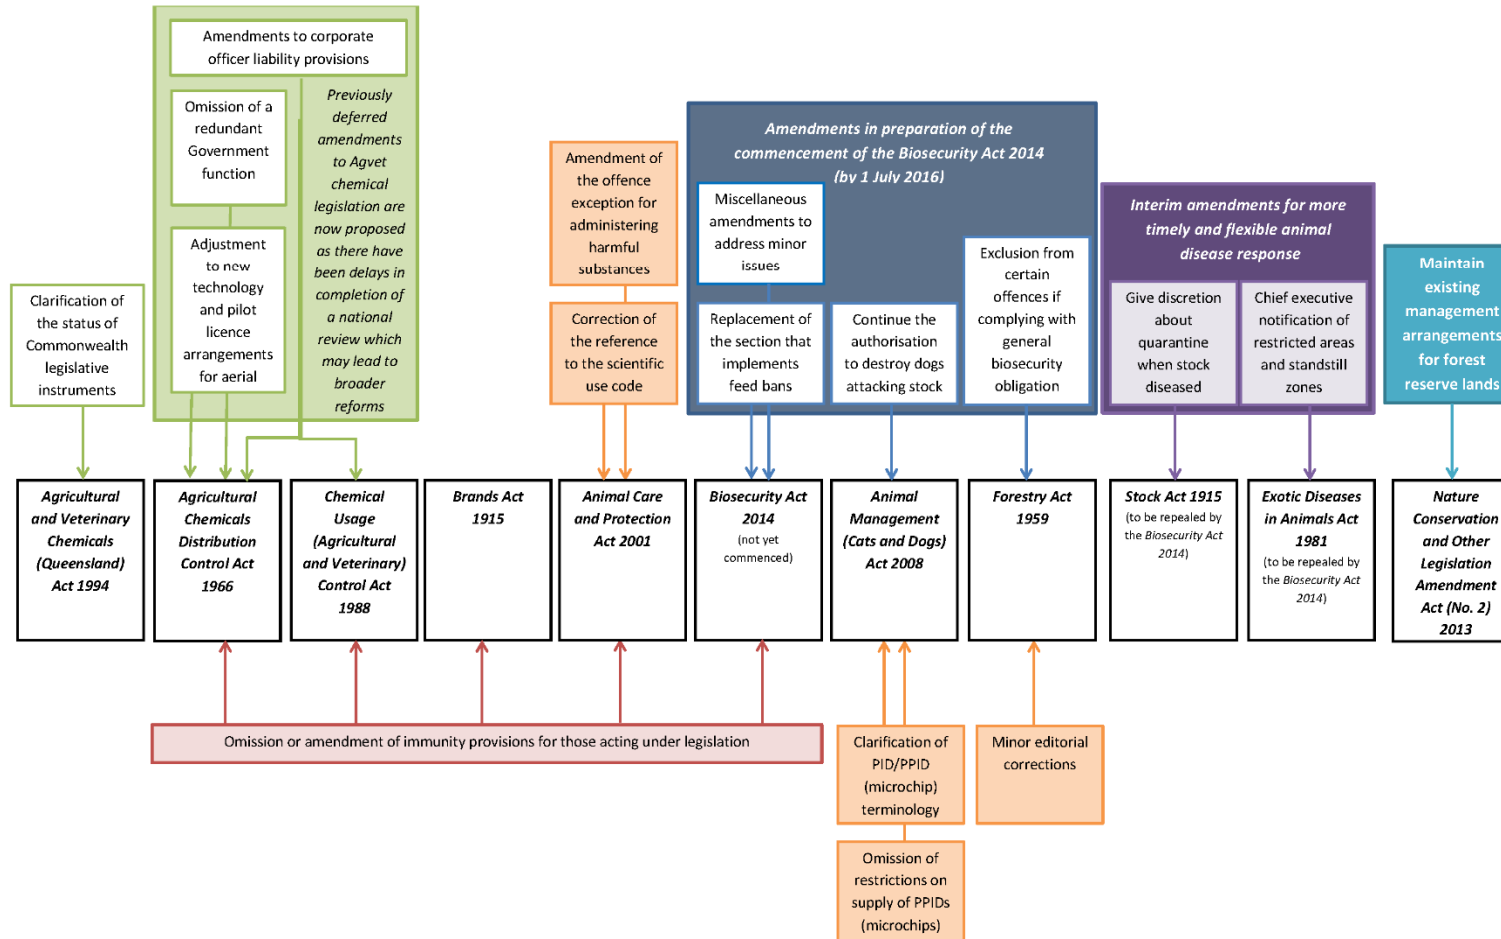 Amendments to corporate
officer liability provisions
Omission of a
redundant
Government
function
Adjustment
to new
technology
and pilot
licence
arrangements
for aerial
Previously
deferred
amendments
to Agvet
chemical
legislation are
now proposed
as there have
been delays in
completion of
a national
review which
may lead to
broader
reforms
Clarification of
the status of
Commonwealth
legislative
instruments
Amendment of
the offence
exception for
administering
harmful
substances
Correction of
the reference
to the scientific
use code
Amendments in preparation of the
commencement of the Biosecurity Act 2014
(by 1 July 2016)
Miscellaneous
amendments to
address minor
issues
Replacement of
the section that
implements
feed bans
Continue the
authorisation
to destroy dogs
attacking stock
Exclusion from
certain
offences if
complying with
general
biosecurity
obligation
Interim amendments for more
timely and flexible animal
disease response
Give discretion
about
quarantine
when stock
diseased
Chief executive
notification of
restricted areas
and standstill
zones
Maintain
existing
management
arrangements
for forest
reserve lands
Agricultural
and Veterinary
Chemicals
(Queensland)
Act 1994
Agricultural
Chemicals
Distribution
Control Act
1966
Chemical
Usage
(Agricultural
and Veterinary)
Control Act
1988
Brands Act
1915
Animal Care
and Protection
Act 2001
Biosecurity Act
2014
(not yet
commenced)
Animal
Management
(Cats and Dogs)
Act 2008
Forestry Act
1959
Stock Act 1915
(to be repealed by
the Biosecurity Act
2014)
Exotic Diseases
in Animals Act
1981
(to be repealed by
the Biosecurity Act
2014)
Nature
Conservation
and Other
Legislation
Amendment
Act (No. 2)
2013
Omission or amendment of immunity provisions for those acting under legislation
Clarification of
PID/PPID
(microchip)
terminology
Minor editorial
corrections
Omission of
restrictions on
supply of PPIDs
(microchips)